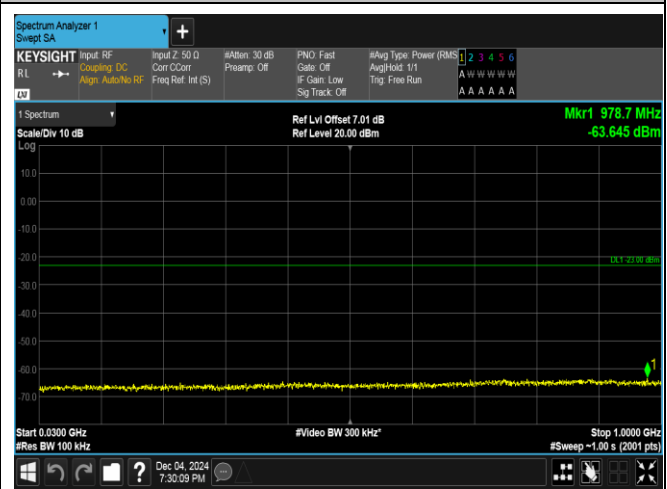 Spectrum Analyzer 1
Swept SA
+
KEYSIGHT
RL
LXI
Input: RF
Coupling: DC
Align: Auto/No RF
Input Z: 50 Ω
Corr CCorr
Freq Ref: Int (S)
#Atten: 30 dB
Preamp: Off
PNO: Fast
Gate: Off
IF Gain: Low
Sig Track: Off
#Avg Type: Power (RMS
Avg|Hold: 1/1
Trig: Free Run
1 2 3 4 5 6
A W W W W W
A A A A A A
1 Spectrum
Scale/Div 10 dB
Log
Ref Lvl Offset 7.01 dB
Ref Level 20.00 dBm
Mkr1 978.7 MHz
-63.645 dBm
10.0
0.00
-10.0
-20.0
DL1 -23.00 dBm
-30.0
-40.0
-50.0
-60.0
1
-70.0
Start 0.0300 GHz
#Res BW 100 kHz
#Video BW 300 kHz*
Stop 1.0000 GHz
#Sweep ~1.00 s (2001 pts)
?
Dec 04, 2024
7:30:09 PM